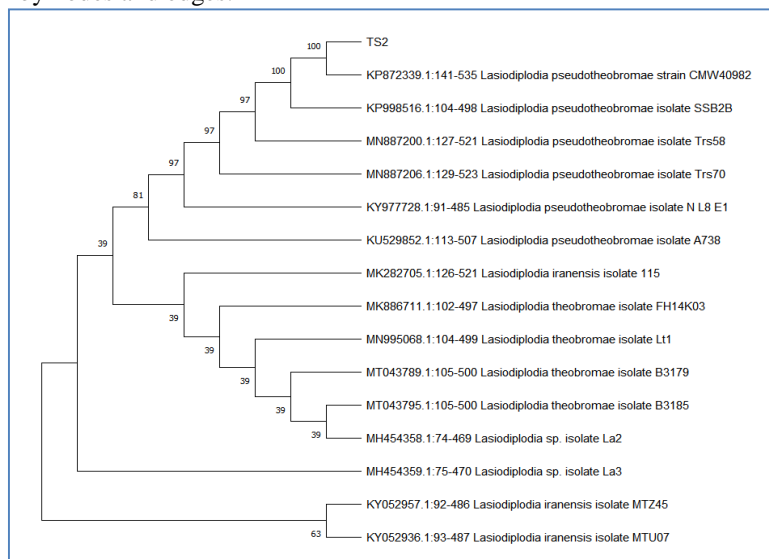 100
TS2
100
KP872339.1:141-535 Lasiodiplodia pseudotheobromae strain CMW40982
97
KP998516.1:104-498 Lasiodiplodia pseudotheobromae isolate SSB2B
97
MN887200.1:127-521 Lasiodiplodia pseudotheobromae isolate Trs58
97
MN887206.1:129-523 Lasiodiplodia pseudotheobromae isolate Trs70
81
KY977728.1:91-485 Lasiodiplodia pseudotheobromae isolate N L8 E1
39
KU529852.1:113-507 Lasiodiplodia pseudotheobromae isolate A738
MK282705.1:126-521 Lasiodiplodia iranensis isolate 115
39
MK886711.1:102-497 Lasiodiplodia theobromae isolate FH14K03
39
MN995068.1:104-499 Lasiodiplodia theobromae isolate Lt1
39
MT043789.1:105-500 Lasiodiplodia theobromae isolate B3179
39
MT043795.1:105-500 Lasiodiplodia theobromae isolate B3185
39
MH454358.1:74-469 Lasiodiplodia sp. isolate La2
MH454359.1:75-470 Lasiodiplodia sp. isolate La3
KY052957.1:92-486 Lasiodiplodia iranensis isolate MTZ45
63
KY052936.1:93-487 Lasiodiplodia iranensis isolate MTU07